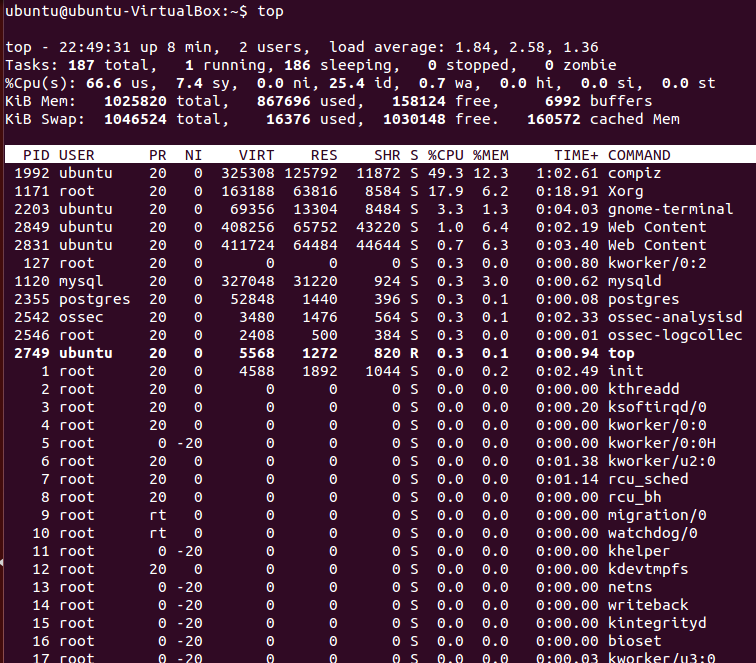 ubuntu@ubuntu-VirtualBox:~$ top
top - 22:49:31 up 8 min,  2 users,  load average: 1.84, 2.58, 1.36
Tasks: 187 total,   1 running, 186 sleeping,   0 stopped,   0 zombie
%Cpu(s): 66.6 us,  7.4 sy,  0.0 ni, 25.4 id,  0.7 wa,  0.0 hi,  0.0 si,  0.0 st
KiB Mem:   1025820 total,   867696 used,   158124 free,     6992 buffers
KiB Swap:  1046524 total,    16376 used,  1030148 free.   160572 cached Mem
  PID USER      PR  NI    VIRT    RES    SHR S %CPU %MEM     TIME+ COMMAND
 1992 ubuntu    20   0  325308 125792  11872 S 49.3 12.3   1:02.61 compiz
 1171 root      20   0  163188  63816   8584 S 17.9  6.2   0:18.91 Xorg
 2203 ubuntu    20   0   69356  13304   8484 S  3.3  1.3   0:04.03 gnome-terminal
 2849 ubuntu    20   0  408256  65752  43220 S  1.0  6.4   0:02.19 Web Content
 2831 ubuntu    20   0  411724  64484  44644 S  0.7  6.3   0:03.40 Web Content
  127 root      20   0       0      0      0 S  0.3  0.0   0:00.80 kworker/0:2
 1120 mysql     20   0  327048  31220    924 S  0.3  3.0   0:00.62 mysqld
 2355 postgres  20   0   52848   1440    396 S  0.3  0.1   0:00.08 postgres
 2542 ossec     20   0    3480   1476    564 S  0.3  0.1   0:02.33 ossec-analysisd
 2546 root      20   0    2408    500    384 S  0.3  0.0   0:00.01 ossec-logcollec
 2749 ubuntu    20   0    5568   1272    820 R  0.3  0.1   0:00.94 top
    1 root      20   0    4588   1892   1044 S  0.0  0.2   0:02.49 init
    2 root      20   0       0      0      0 S  0.0  0.0   0:00.00 kthreadd
    3 root      20   0       0      0      0 S  0.0  0.0   0:00.20 ksoftirqd/0
    4 root      20   0       0      0      0 S  0.0  0.0   0:00.00 kworker/0:0
    5 root       0 -20       0      0      0 S  0.0  0.0   0:00.00 kworker/0:0H
    6 root      20   0       0      0      0 S  0.0  0.0   0:01.38 kworker/u2:0
    7 root      20   0       0      0      0 S  0.0  0.0   0:01.14 rcu_sched
    8 root      20   0       0      0      0 S  0.0  0.0   0:00.00 rcu_bh
    9 root      rt   0       0      0      0 S  0.0  0.0   0:00.00 migration/0
   10 root      rt   0       0      0      0 S  0.0  0.0   0:00.00 watchdog/0
   11 root       0 -20       0      0      0 S  0.0  0.0   0:00.00 khelper
   12 root      20   0       0      0      0 S  0.0  0.0   0:00.00 kdevtmpfs
   13 root       0 -20       0      0      0 S  0.0  0.0   0:00.00 netns
   14 root       0 -20       0      0      0 S  0.0  0.0   0:00.00 writeback
   15 root       0 -20       0      0      0 S  0.0  0.0   0:00.00 kintegrityd
   16 root       0 -20       0      0      0 S  0.0  0.0   0:00.00 bioset
   17 root       0 -20       0      0      0 S  0.0  0.0   0:00.03 kworker/u3:0